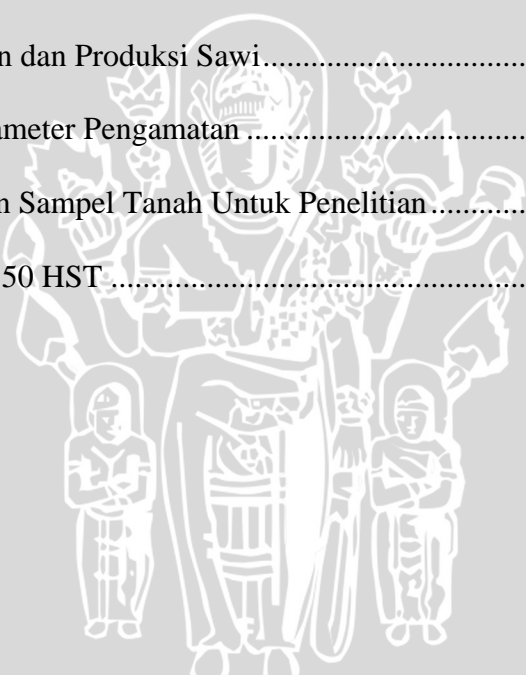 n dan Produksi Sawi.................................
ameter Pengamatan ...................................
n Sampel Tanah Untuk Penelitian............
50 HST ....................................................